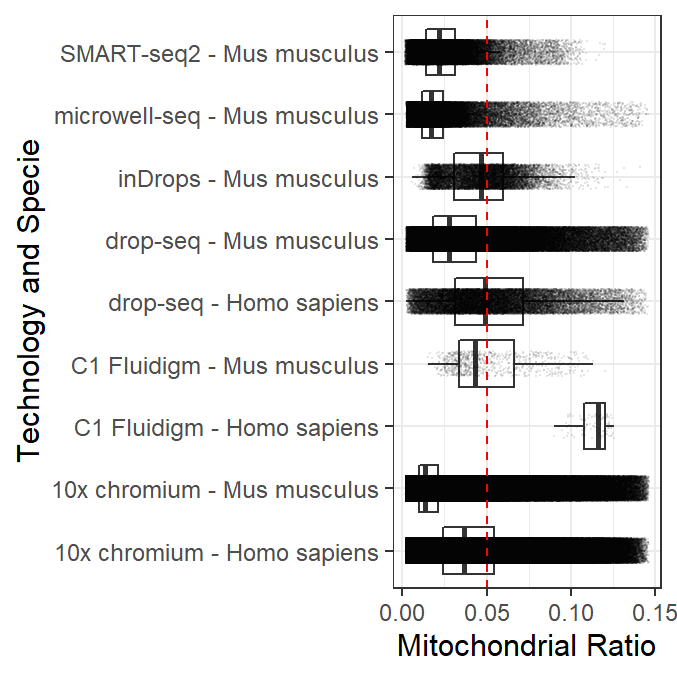 Technology and Specie
SMART-seq2 - Mus musculus
microwell-seq - Mus musculus
inDrops - Mus musculus
drop-seq - Mus musculus
drop-seq - Homo sapiens
C1 Fluidigm - Mus musculus
C1 Fluidigm - Homo sapiens
10x chromium - Mus musculus
10x chromium - Homo sapiens
0.00 0.05 0.10 0.15
Mitochondrial Ratio